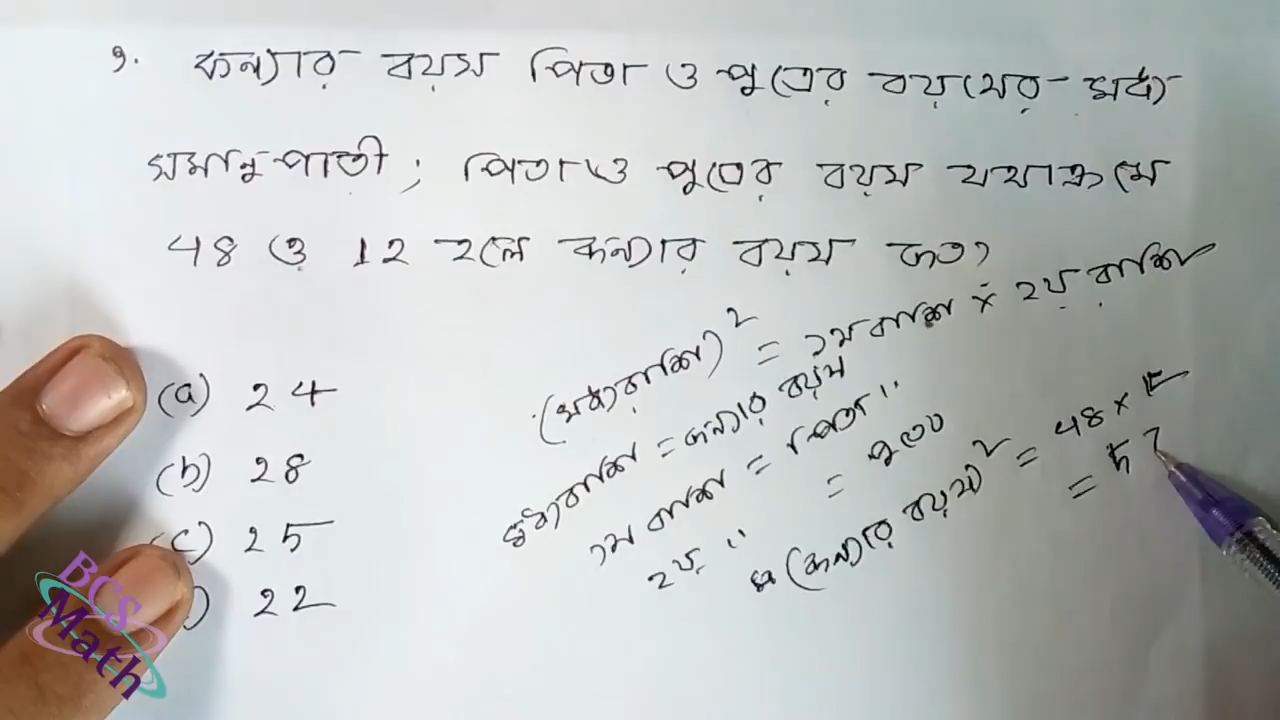 ৭. কন্যার বয়স পিতা ও পুত্রের বয়সের মধ্য
সমানুপাতী; পিতা ও পুত্রের বয়স যথাক্রমে
48 ও 12 হলে কন্যার বয়স কত?
(a) 24
(b) 28
(c) 25
) 22
(মধ্যরাশি)² = ১ম রাশি × ২য় রাশি
মধ্যরাশি = কন্যার বয়স
১ম রাশি = পিতার "
২য় " = পুত্রের
(কন্যার বয়স)² = 48 ×
= 57
BCS
Math